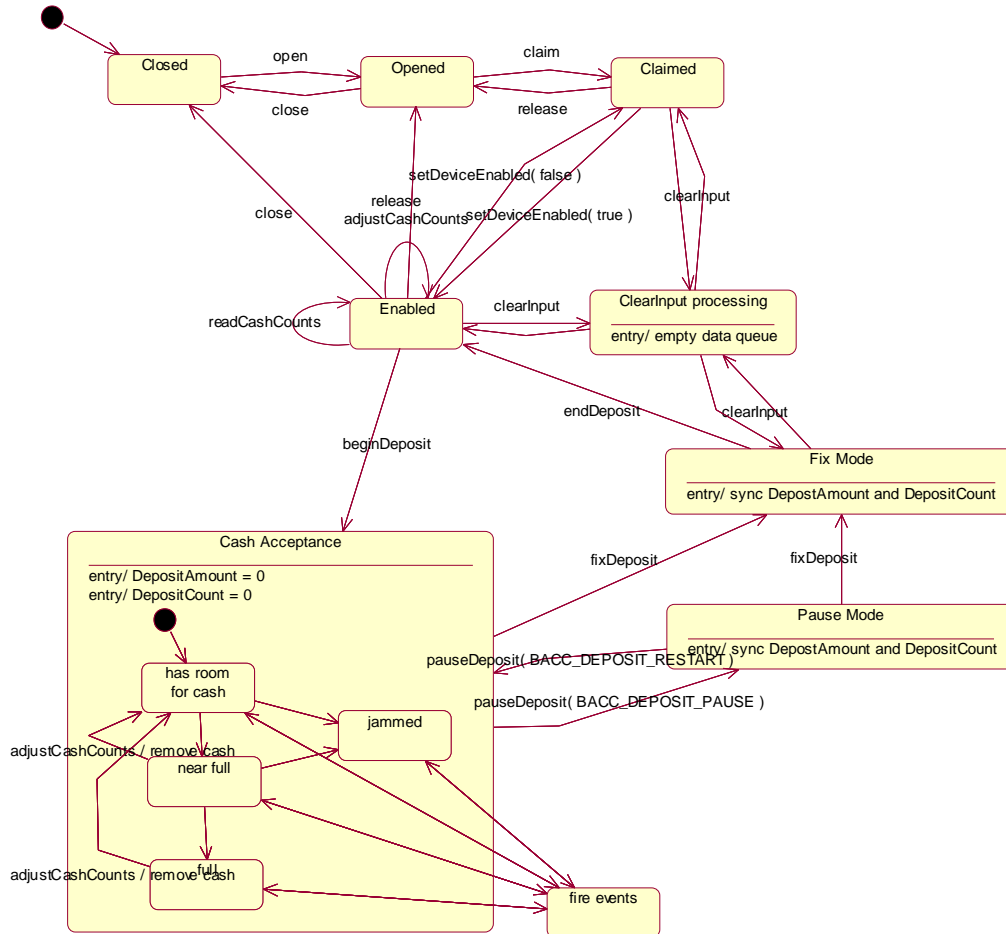 open
Closed
Opened
claim
Claimed
close
release
setDeviceEnabled( false )
clearInput
release
close
adjustCashCounts
setDeviceEnabled( true )
ClearInput processing
Enabled
clearInput
readCashCounts
entry/ empty data queue
endDeposit
clearInput
beginDeposit
Fix Mode
entry/ sync DepostAmount and DepositCount
Cash Acceptance
fixDeposit
fixDeposit
entry/ DepositAmount = 0
entry/ DepositCount = 0
Pause Mode
entry/ sync DepostAmount and DepositCount
pauseDeposit( BACC_DEPOSIT_RESTART )
has room
for cash
pauseDeposit( BACC_DEPOSIT_PAUSE )
jammed
adjustCashCounts / remove cash
near full
full
adjustCashCounts / remove cash
fire events